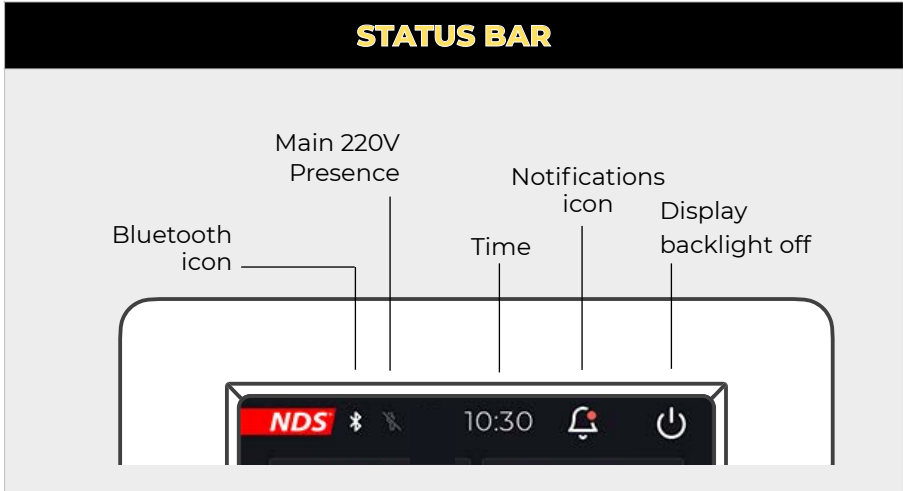 STATUS BAR
Main 220V
Presence
Notifications
icon
Display
backlight off
Bluetooth
icon
Time
NDS
10:30